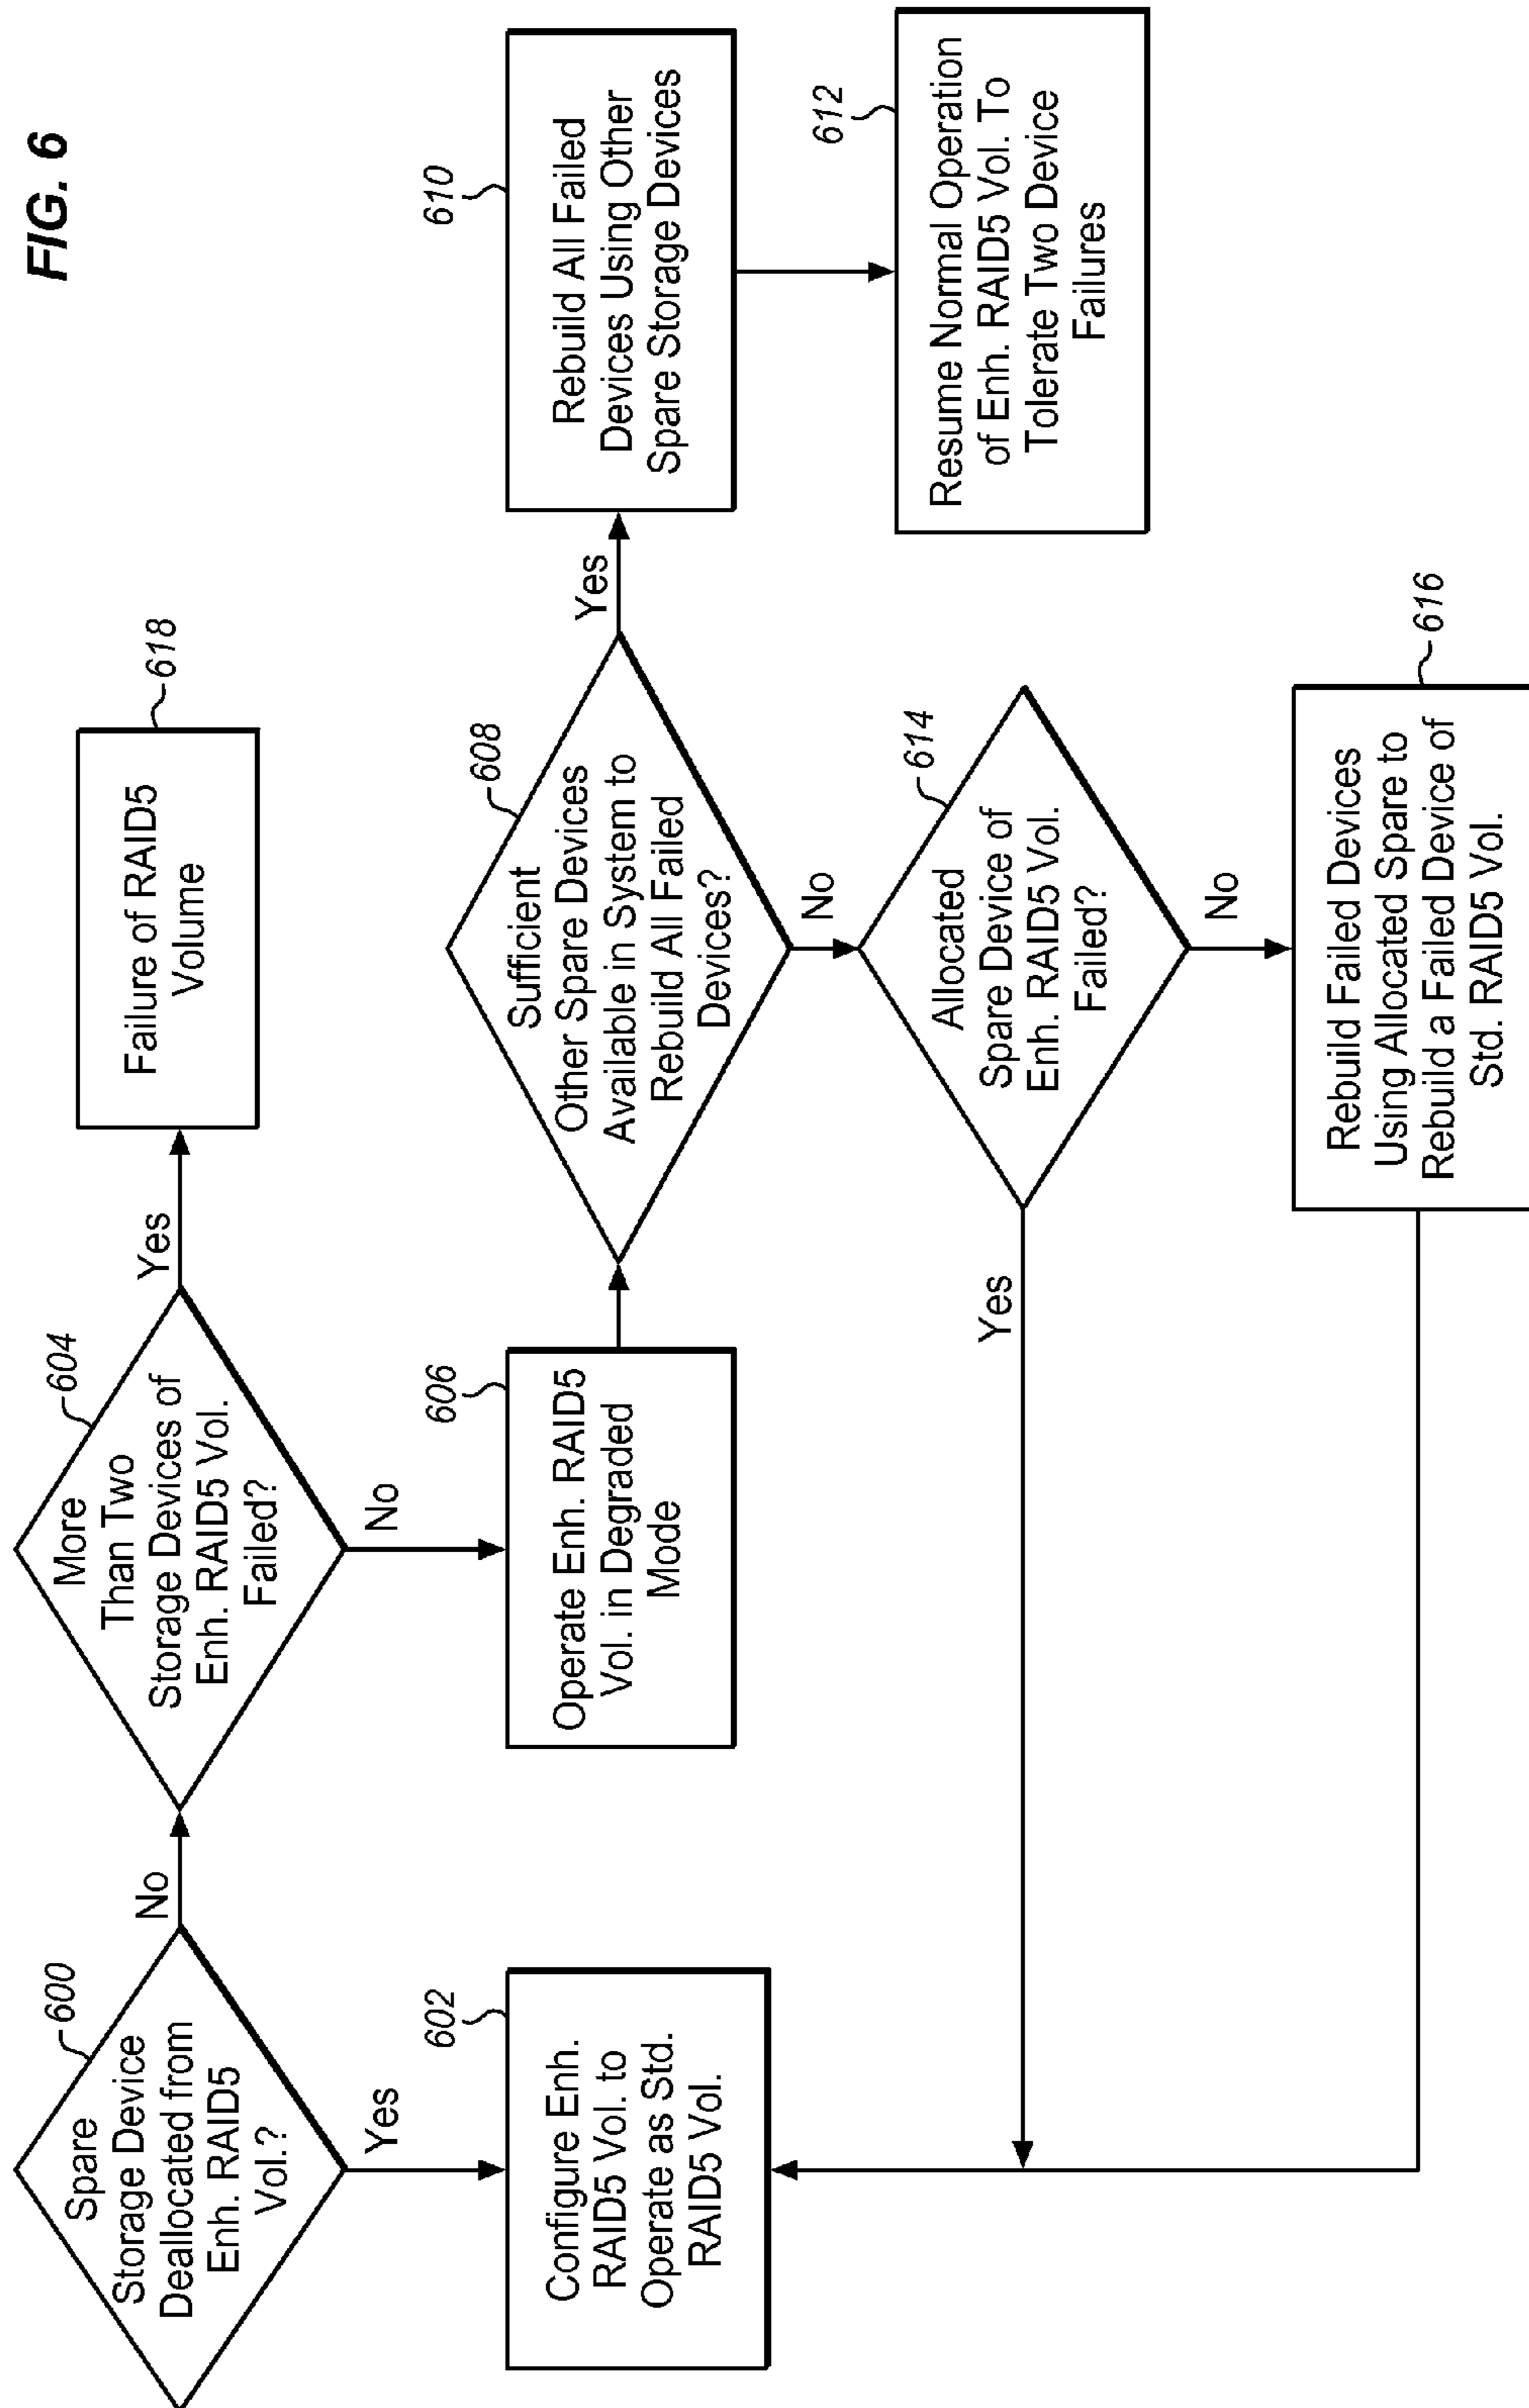 FIG. 6
600
Spare
Storage Device
Deallocated from
Enh. RAID5
Vol.?
No
Yes
602
Configure Enh.
RAID5 Vol. to
Operate as Std.
RAID5 Vol.
604
More
Than Two
Storage Devices of
Enh. RAID5 Vol.
Failed?
Yes
No
618
Failure of RAID5
Volume
606
Operate Enh. RAID5
Vol. in Degraded
Mode
608
Sufficient
Other Spare Devices
Available in System to
Rebuild All Failed
Devices?
Yes
No
610
Rebuild All Failed
Devices Using Other
Spare Storage Devices
612
Resume Normal Operation
of Enh. RAID5 Vol. To
Tolerate Two Device
Failures
614
Allocated
Spare Device of
Enh. RAID5 Vol.
Failed?
Yes
No
616
Rebuild Failed Devices
Using Allocated Spare to
Rebuild a Failed Device of
Std. RAID5 Vol.